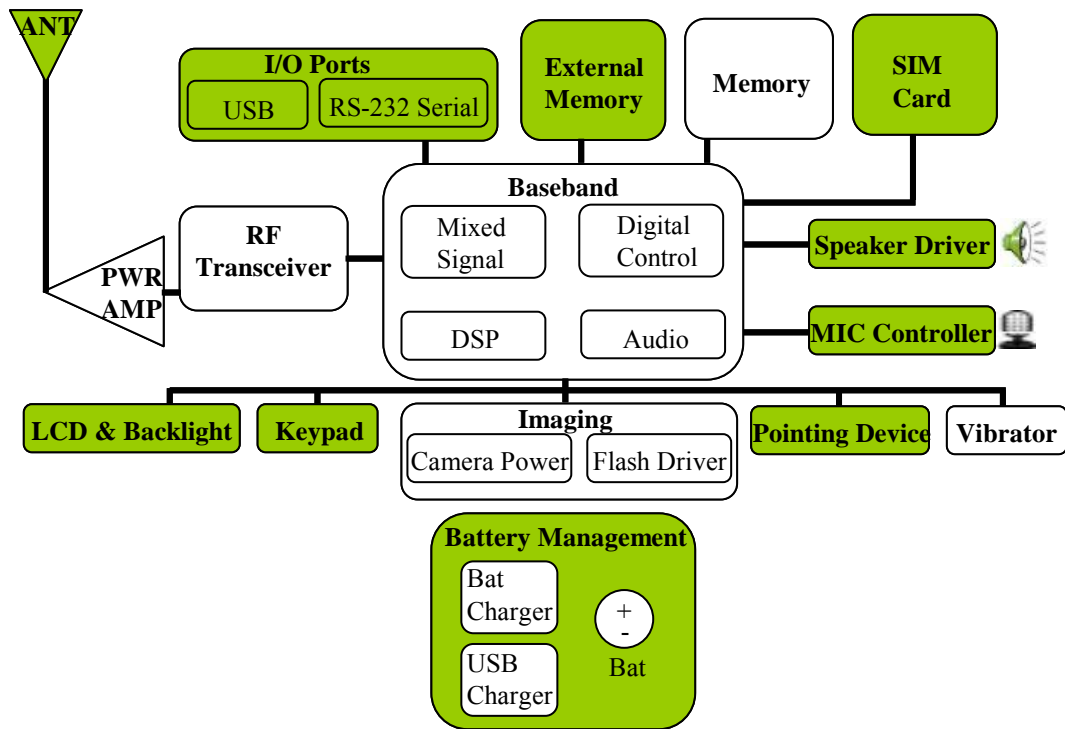 ANT
I/O Ports
USB
RS-232 Serial
External
Memory
Memory
SIM
Card
Baseband
Mixed
Signal
Digital
Control
DSP
Audio
RF
Transceiver
PWR
AMP
Speaker Driver
MIC Controller
LCD & Backlight
Keypad
Imaging
Camera Power
Flash Driver
Pointing Device
Vibrator
Battery Management
Bat
Charger
USB
Charger
+
-
Bat